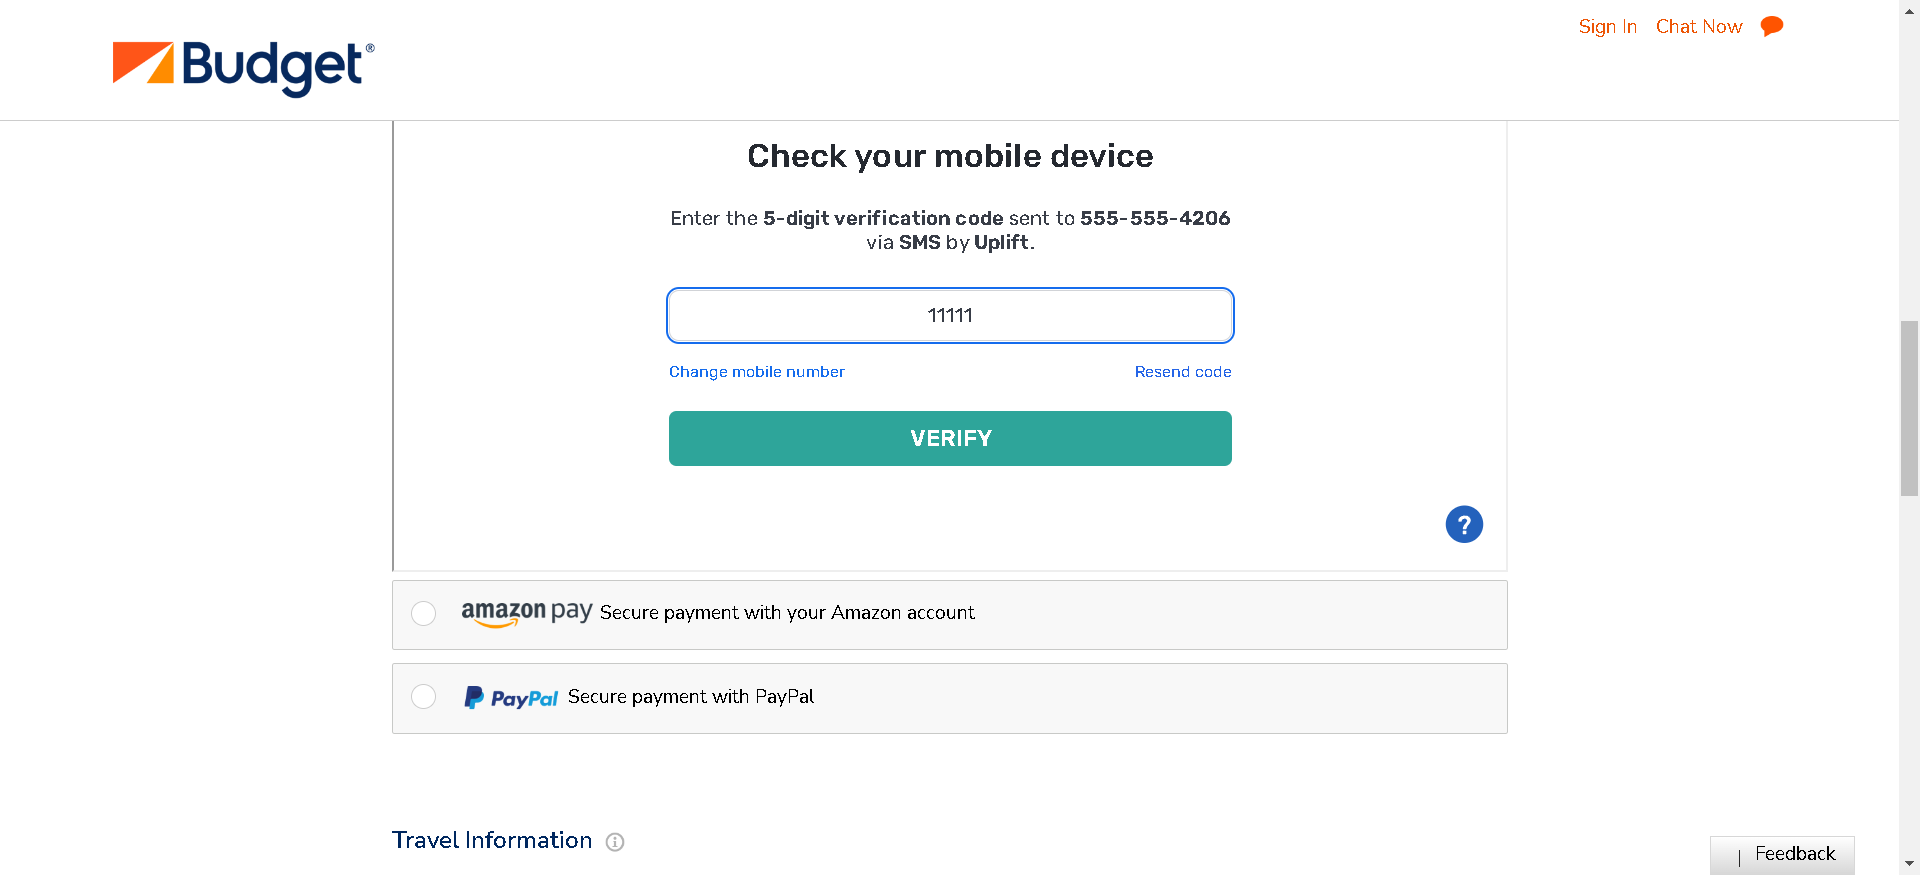 Sign In Chat Now
Budget®
Check your mobile device
Enter the 5-digit verification code sent to 555-555-4206
via SMS by Uplift.
11111
Change mobile number Resend code
VERIFY
?
amazon pay Secure payment with your Amazon account
PayPal Secure payment with PayPal
Travel Information i
Feedback